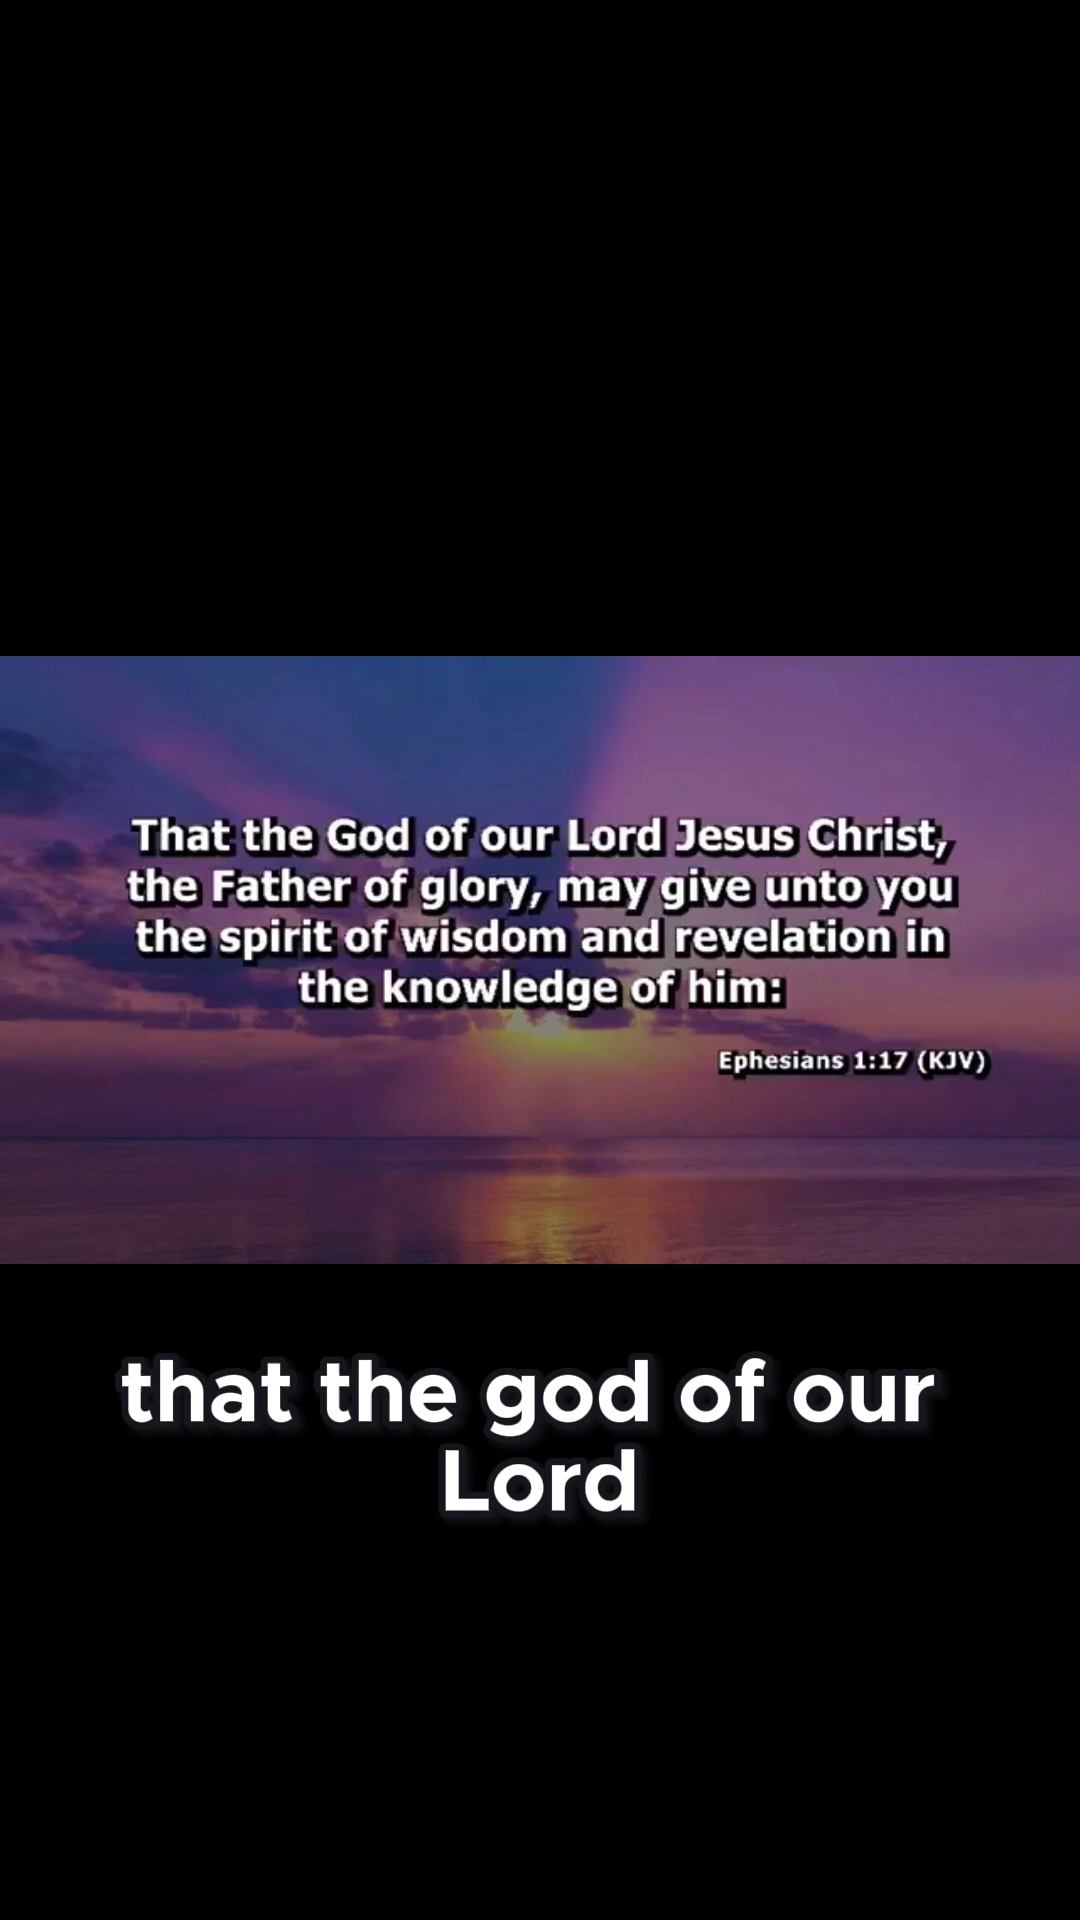 That the God of our Lord Jesus Christ,
the Father of glory, may give unto you
the spirit of wisdom and revelation in
the knowledge of him:
Ephesians 1:17 (KJV)
that the god of our
Lord